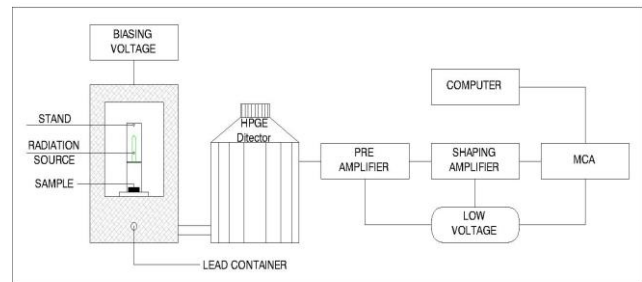 BIASING
VOLTAGE
STAND
RADIATION
SOURCE
SAMPLE
LEAD CONTAINER
HPGE
Ditector
PRE
AMPLIFIER
SHAPING
AMPLIFIER
COMPUTER
MCA
LOW
VOLTAGE